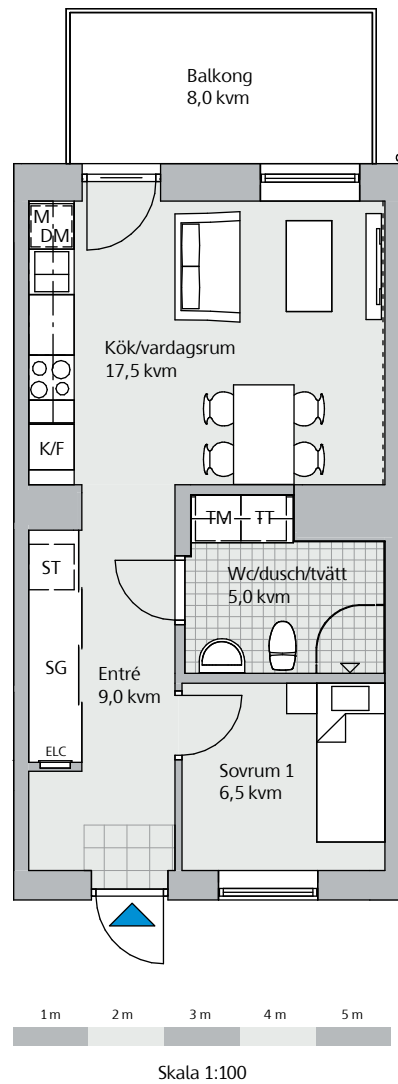 Balkong
8,0 kvm
M
DM
Kök/vardagsrum
17,5 kvm
K/F
TM TT
ST
Wc/dusch/tvätt
5,0 kvm
SG
Entré
9,0 kvm
ELC
Sovrum 1
6,5 kvm
1 m 2 m 3 m 4 m 5 m
Skala 1:100